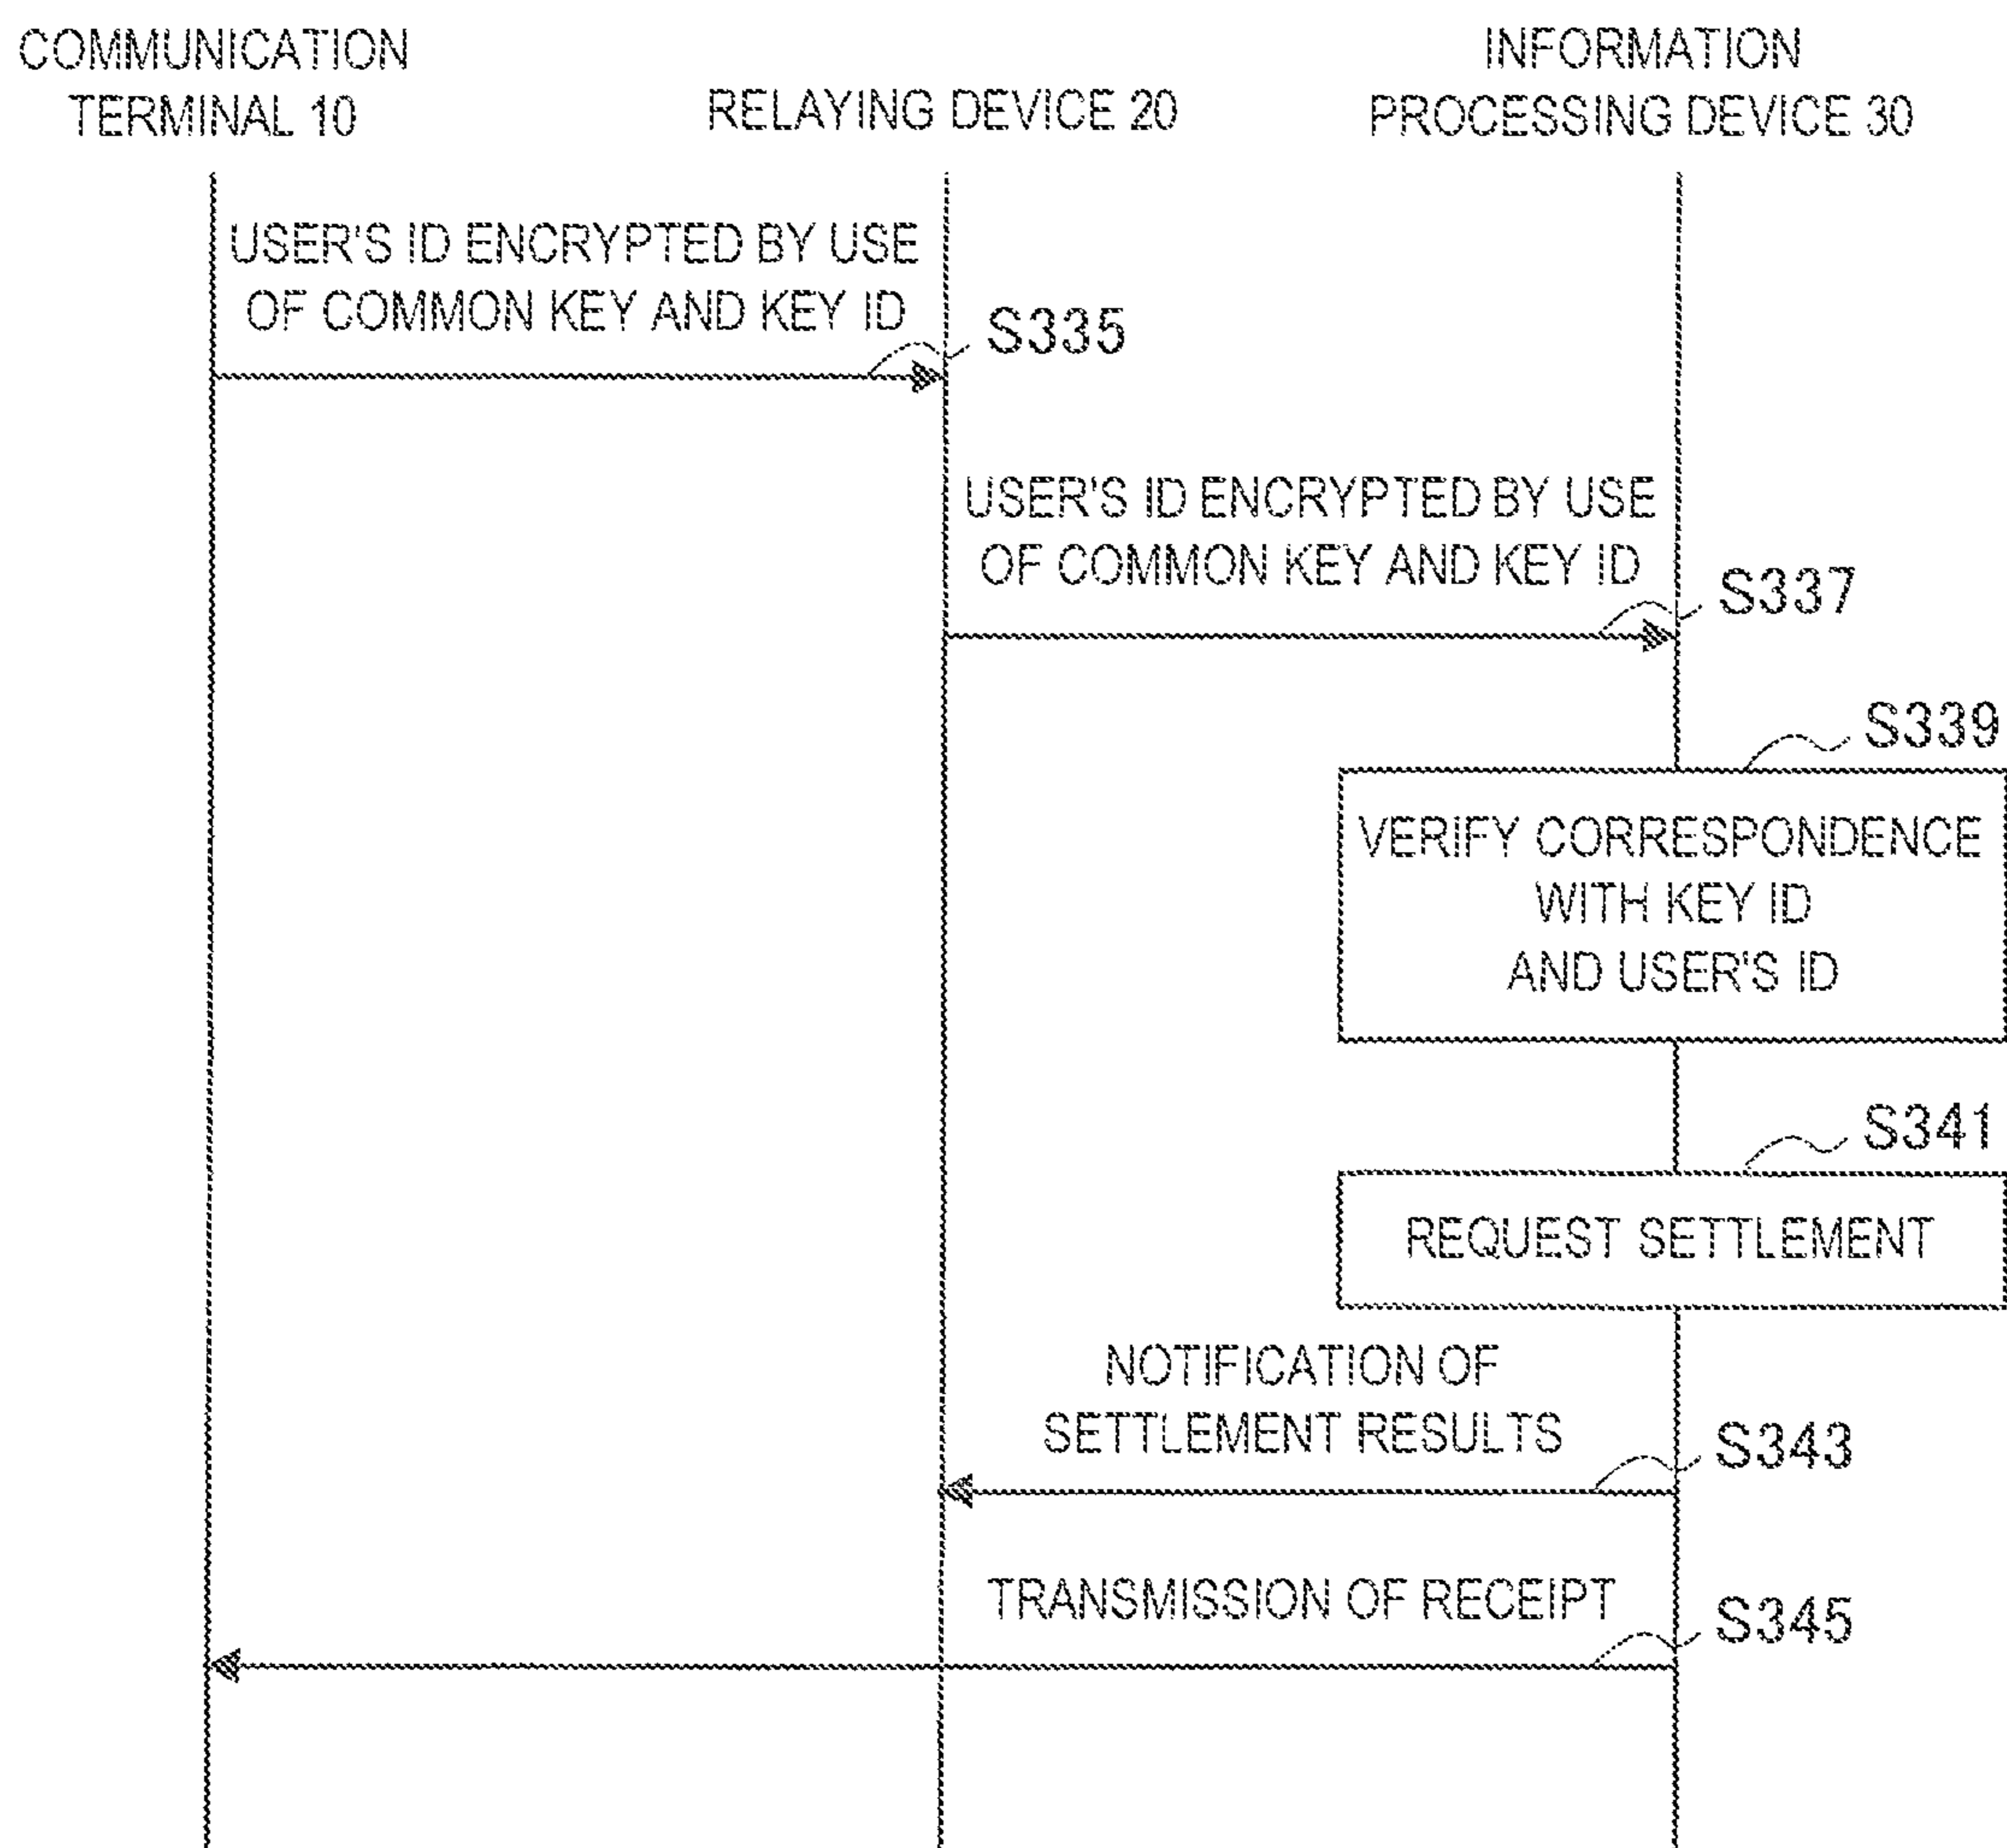 COMMUNICATION
TERMINAL 10
RELAYING DEVICE 20
INFORMATION
PROCESSING DEVICE 30
USER'S ID ENCRYPTED BY USE
OF COMMON KEY AND KEY ID
S335
USER'S ID ENCRYPTED BY USE
OF COMMON KEY AND KEY ID
S337
S339
VERIFY CORRESPONDENCE
WITH KEY ID
AND USER'S ID
S341
REQUEST SETTLEMENT
NOTIFICATION OF
SETTLEMENT RESULTS
S343
TRANSMISSION OF RECEIPT
S345